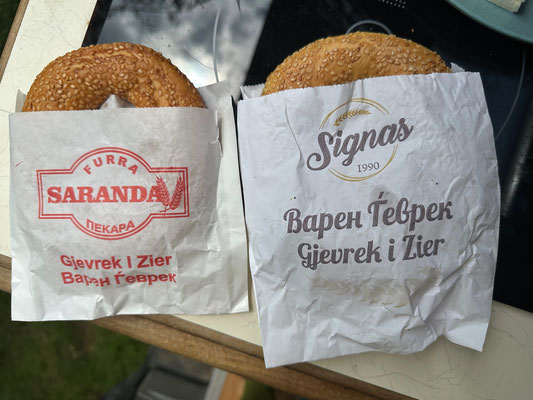 FURRA
SARANDA
ПЕКАРА
Gjevrek I Zier
Варен Ѓеврек
Signas
1990
Варен Ѓеврек
Gjevrek i Zier